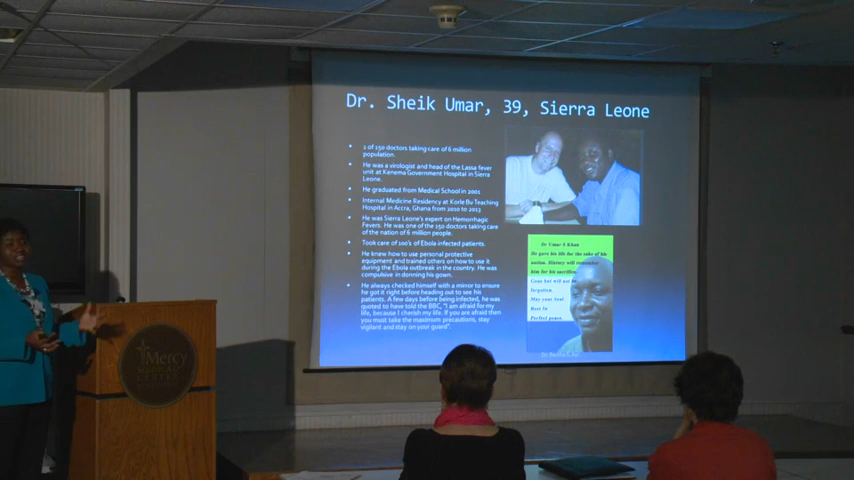 Dr. Sheik Umar, 39, Sierra Leone
1 of 150 doctors taking care of 6 million
population.
He was a virologist and head of the Lassa fever
unit at Kenema Government Hospital in Sierra
Leone.
He graduated from Medical School in 2001
Internal Medicine Residency at Korle Bu Teaching
Hospital in Accra, Ghana from 2010 to 2013
He was Sierra Leone's expert on Hemorrhagic
Fevers. He was one of the 150 doctors taking care
of the nation of 6 million people.
Took care of 100's of Ebola infected patients.
He knew how to use personal protective
equipment and trained others on how to use it
during the Ebola outbreak in the country. He was
compulsive in donning his gown.
He always checked himself with a mirror to ensure
he got it right before heading out to see his
patients. A few days before being infected, he was
quoted to have told the BBC, "I am afraid for my
life, because I cherish my life. If you are afraid then
you must take the maximum precautions, stay
vigilant and stay on your guard".
Dr Umar S Khan
He gave his life for the sake of his
nation. History will remember
him for his sacrifice
Gone but will not
forgotten
May your Soul
Rest In
Perfect peace.
Mercy
MEDICAL